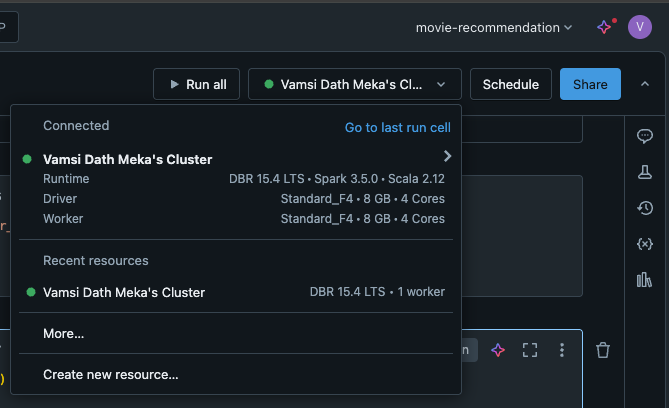 P
movie-recommendation
V
Run all
Vamsi Dath Meka's Cl...
Schedule
Share
Connected
Go to last run cell
Vamsi Dath Meka's Cluster
Runtime
DBR 15.4 LTS • Spark 3.5.0 • Scala 2.12
Driver
Standard_F4 • 8 GB • 4 Cores
Worker
Standard_F4 • 8 GB • 4 Cores
Recent resources
Vamsi Dath Meka's Cluster
DBR 15.4 LTS • 1 worker
More...
n
Create new resource...
)